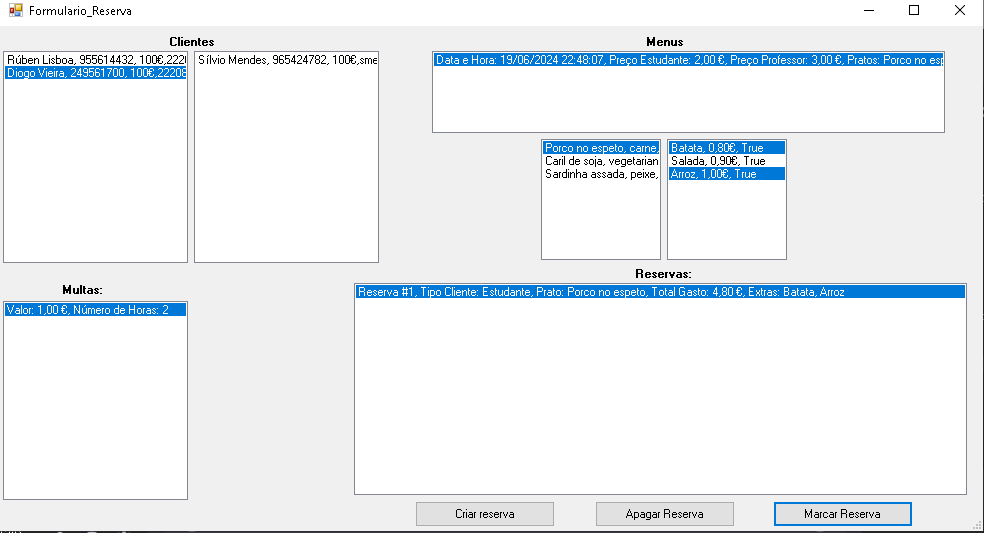 Formulario_Reserva
Clientes
Menus
Rúben Lisboa, 955614432, 100€,2220
Diogo Vieira, 249561700, 100€,22208
Sílvio Mendes, 965424782, 100€,sme
Data e Hora: 19/06/2024 22:48:07, Preço Estudante: 2,00 €, Preço Professor: 3,00 €, Pratos: Porco no esp
Porco no espeto, carne,
Caril de soja, vegetarian
Sardinha assada, peixe,
Batata, 0,80€, True
Salada, 0,90€, True
Arroz, 1,00€, True
Reservas:
Multas:
Reserva #1, Tipo Cliente: Estudante, Prato: Porco no espeto, Total Gasto: 4,80 €, Extras: Batata, Arroz
Valor: 1,00 €, Número de Horas: 2
Criar reserva
Apagar Reserva
Marcar Reserva